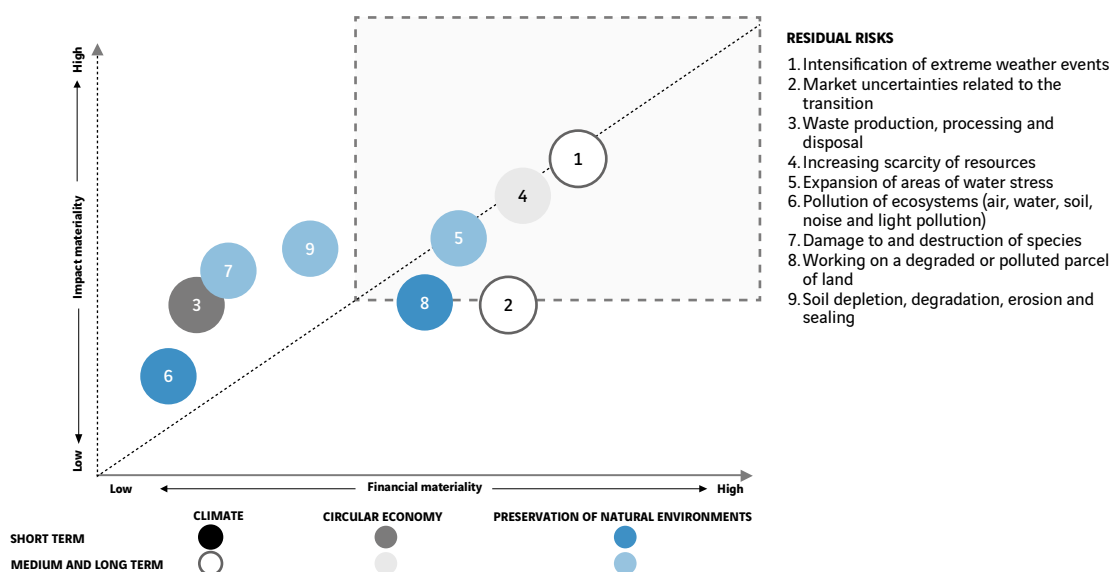 High
Impact materiality
Low
1
4
5
9
7
3
8
2
6
Low
Financial materiality
High
RESIDUAL RISKS
1. Intensification of extreme weather events
2. Market uncertainties related to the
transition
3. Waste production, processing and
disposal
4. Increasing scarcity of resources
5. Expansion of areas of water stress
6. Pollution of ecosystems (air, water, soil,
noise and light pollution)
7. Damage to and destruction of species
8. Working on a degraded or polluted parcel
of land
9. Soil depletion, degradation, erosion and
sealing
CLIMATE
CIRCULAR ECONOMY
PRESERVATION OF NATURAL ENVIRONMENTS
SHORT TERM
MEDIUM AND LONG TERM